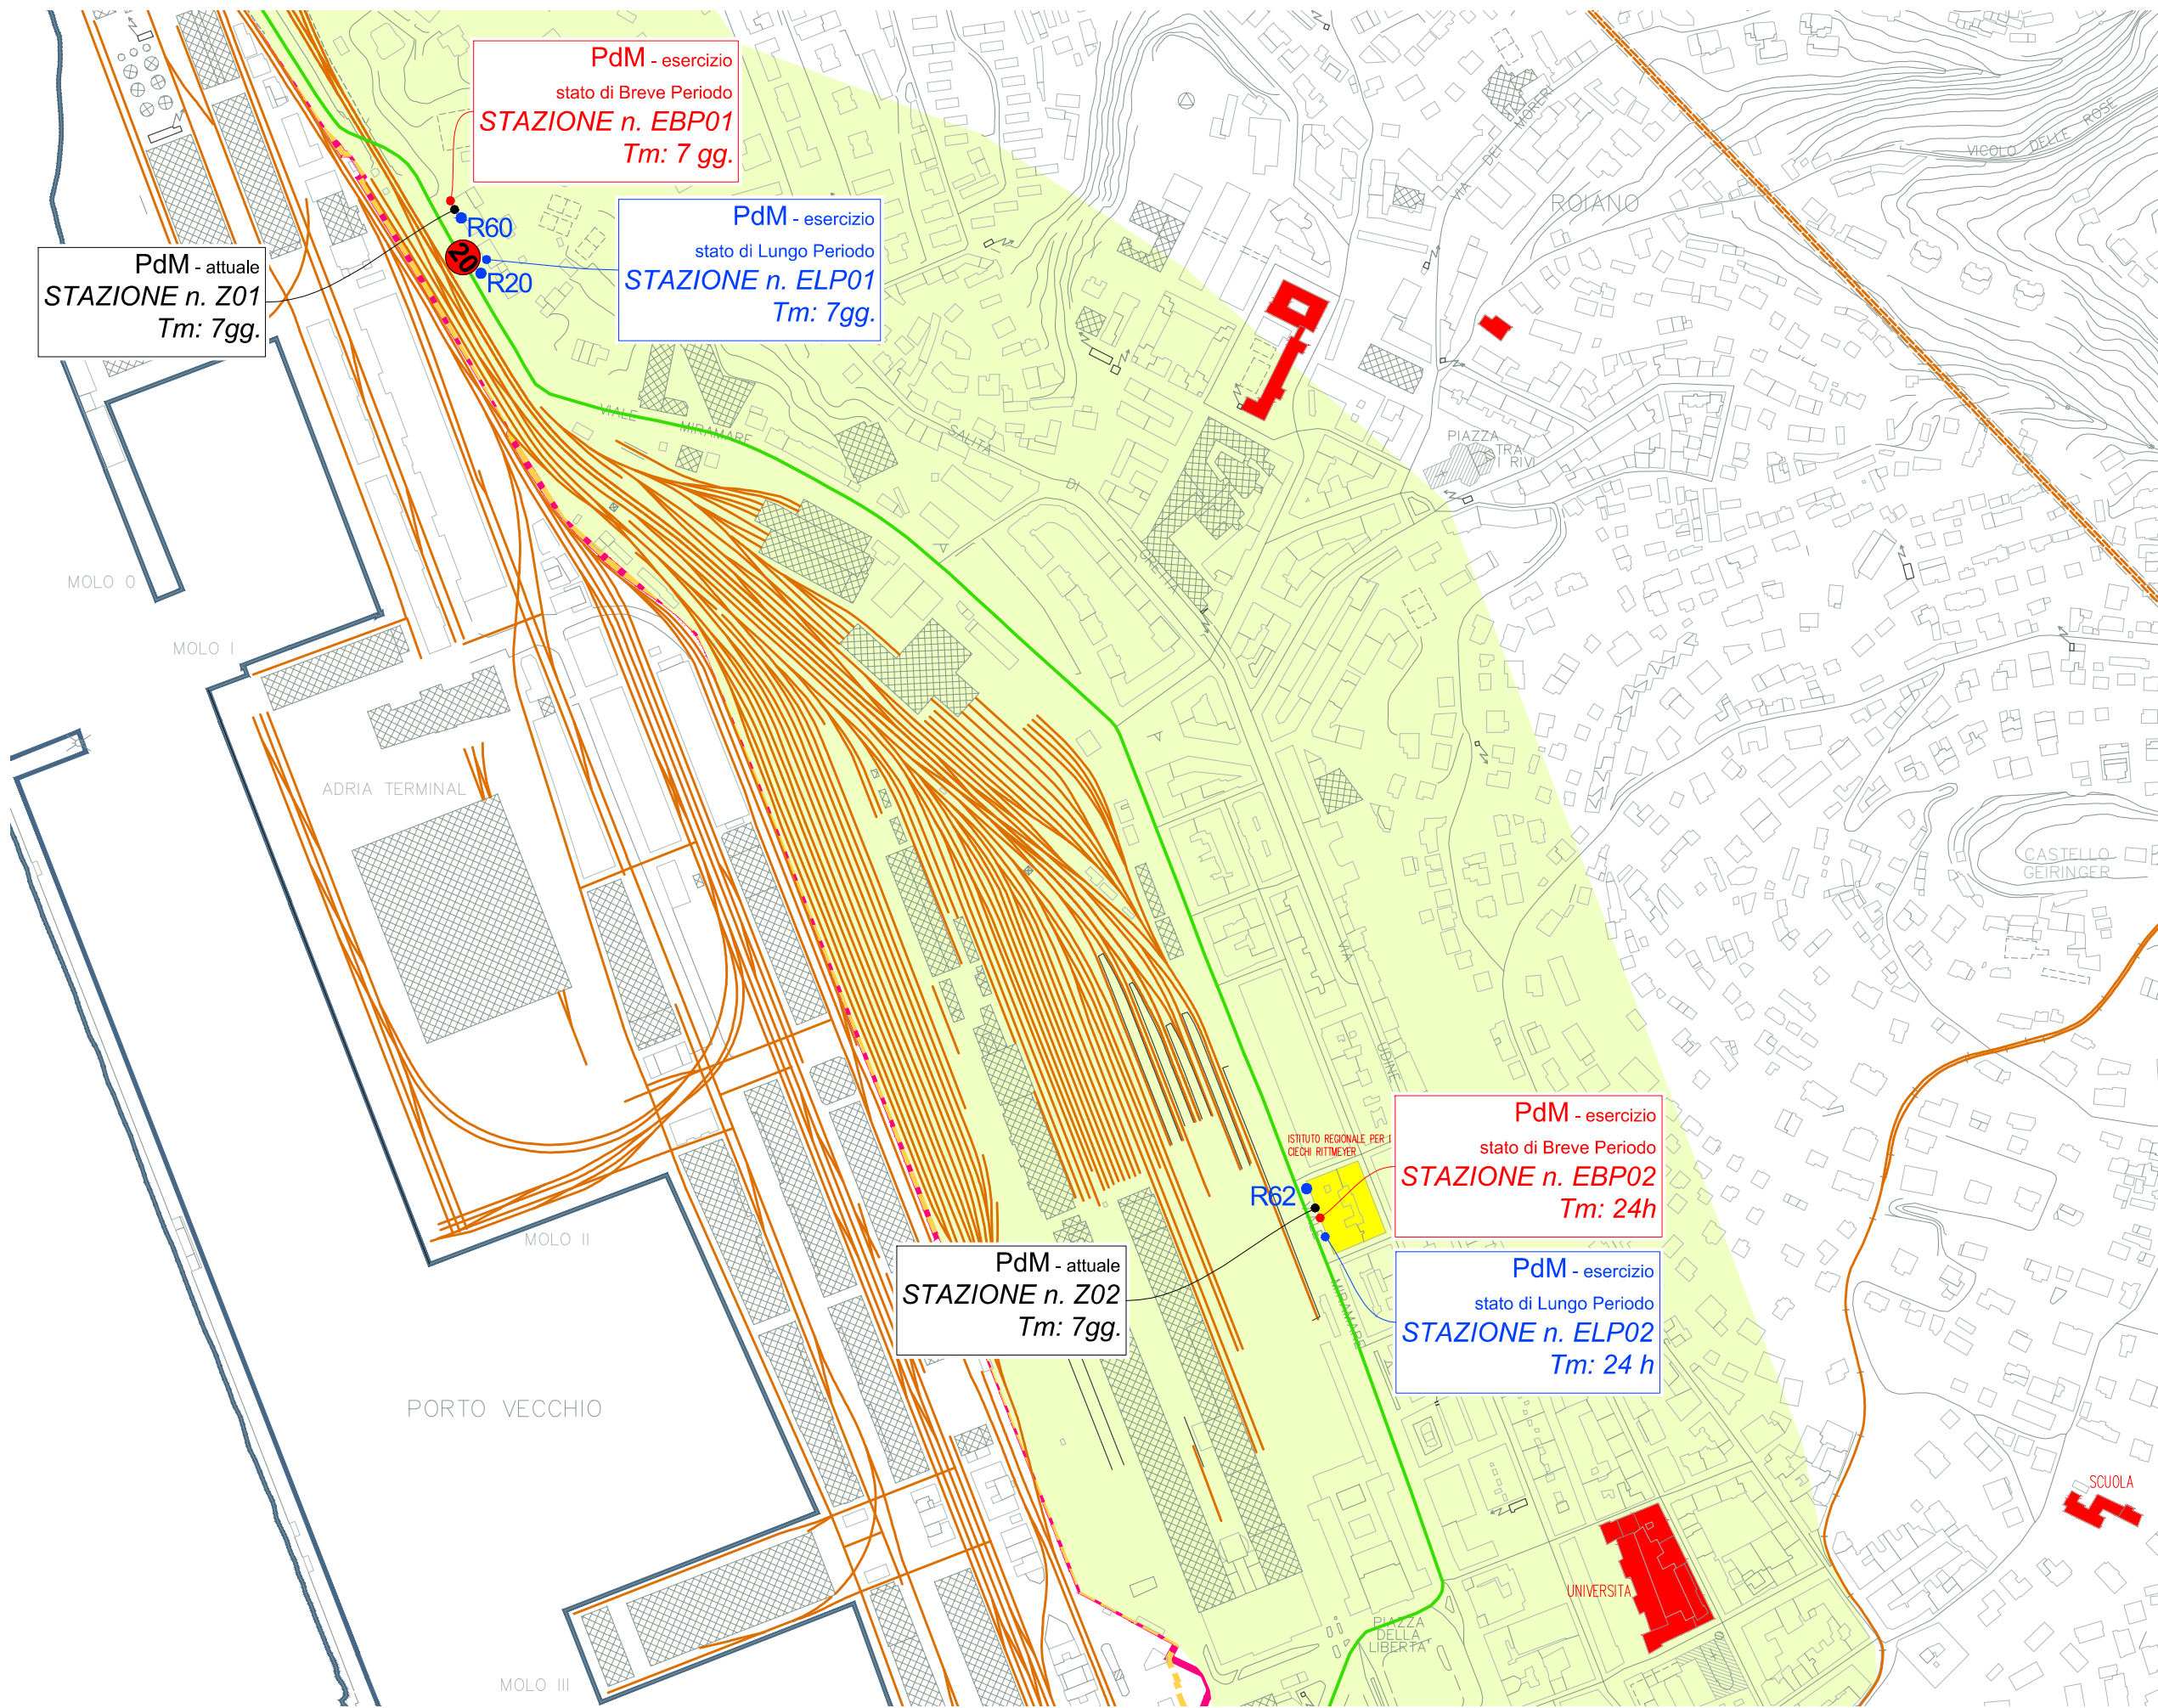 PdM - esercizio
stato di Breve Periodo
STAZIONE n. EBP01
Tm: 7 gg.
PdM - esercizio
stato di Lungo Periodo
STAZIONE n. ELP01
Tm: 7gg.
PdM - attuale
STAZIONE n. Z01
Tm: 7gg.
R60
20
R20
VIA DEI MORERI
ROIANO
VICOLO DELLE ROSE
VIALE MIRAMARE
SALITA DI GRETTA
PIAZZA
TRA
I RIVI
MOLO 0
MOLO I
ADRIA TERMINAL
CASTELLO
GEIRINGER
VIA UDINE
ISTITUTO REGIONALE PER I
CIECHI RITTMEYER
R62
PdM - esercizio
stato di Breve Periodo
STAZIONE n. EBP02
Tm: 24h
PdM - attuale
STAZIONE n. Z02
Tm: 7gg.
PdM - esercizio
stato di Lungo Periodo
STAZIONE n. ELP02
Tm: 24 h
MIRAMARE
MOLO II
PORTO VECCHIO
SCUOLA
UNIVERSITA
PIAZZA
DELLA
LIBERTA'
MOLO III